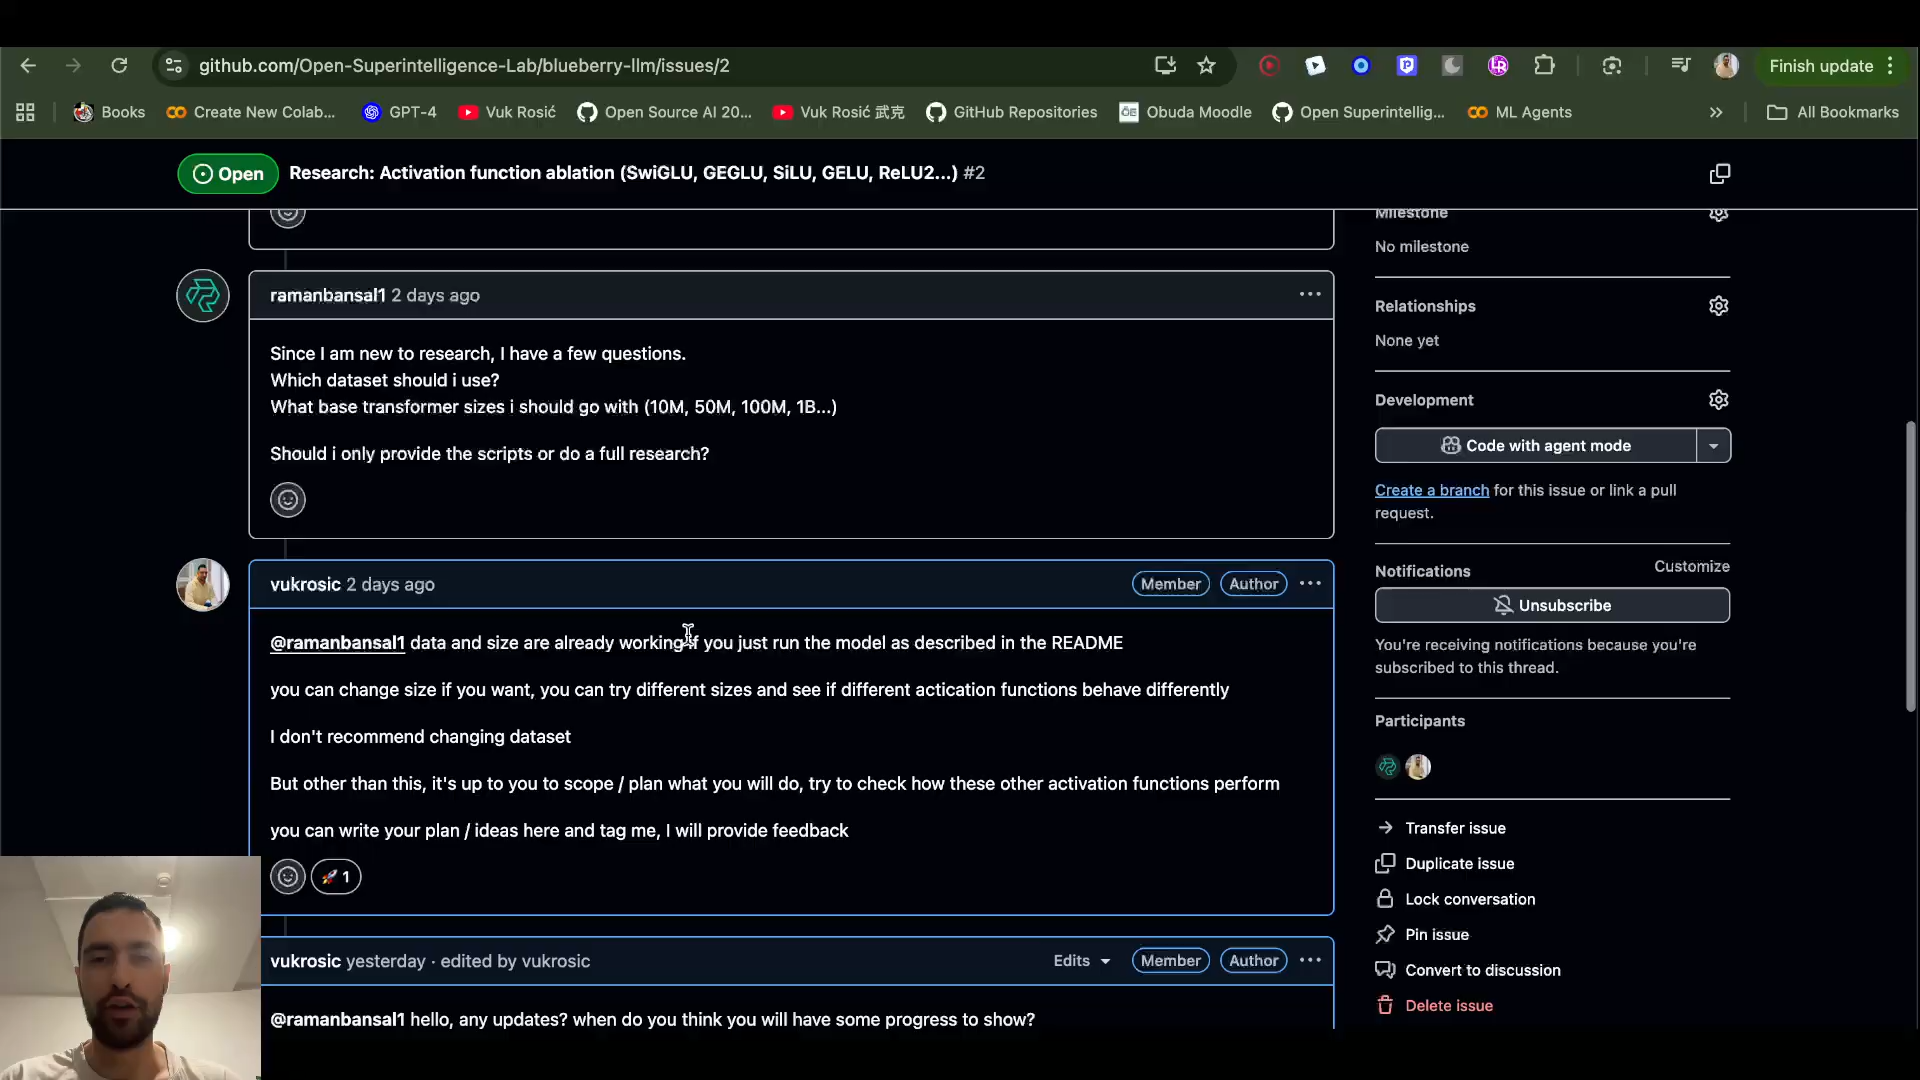 github.com/Open-Superintelligence-Lab/blueberry-llm/issues/2
Finish update
Books
Create New Colab...
GPT-4
Vuk Rosić
Open Source AI 20...
Vuk Rosić 武克
GitHub Repositories
Obuda Moodle
Open Superintellig...
ML Agents
All Bookmarks
Open
Research: Activation function ablation (SwiGLU, GEGLU, SiLU, GELU, ReLU2...) #2
ramanbansal1 2 days ago
Since I am new to research, I have a few questions.
Which dataset should i use?
What base transformer sizes i should go with (10M, 50M, 100M, 1B...)
Should i only provide the scripts or do a full research?
vukrosic 2 days ago
Member
Author
@ramanbansal1 data and size are already working if you just run the model as described in the README
you can change size if you want, you can try different sizes and see if different actication functions behave differently
I don't recommend changing dataset
But other than this, it's up to you to scope / plan what you will do, try to check how these other activation functions perform
you can write your plan / ideas here and tag me, I will provide feedback
1
vukrosic yesterday · edited by vukrosic
Edits
Member
Author
@ramanbansal1 hello, any updates? when do you think you will have some progress to show?
Milestone
No milestone
Relationships
None yet
Development
Code with agent mode
Create a branch for this issue or link a pull
request.
Notifications
Customize
Unsubscribe
You're receiving notifications because you're
subscribed to this thread.
Participants
Transfer issue
Duplicate issue
Lock conversation
Pin issue
Convert to discussion
Delete issue